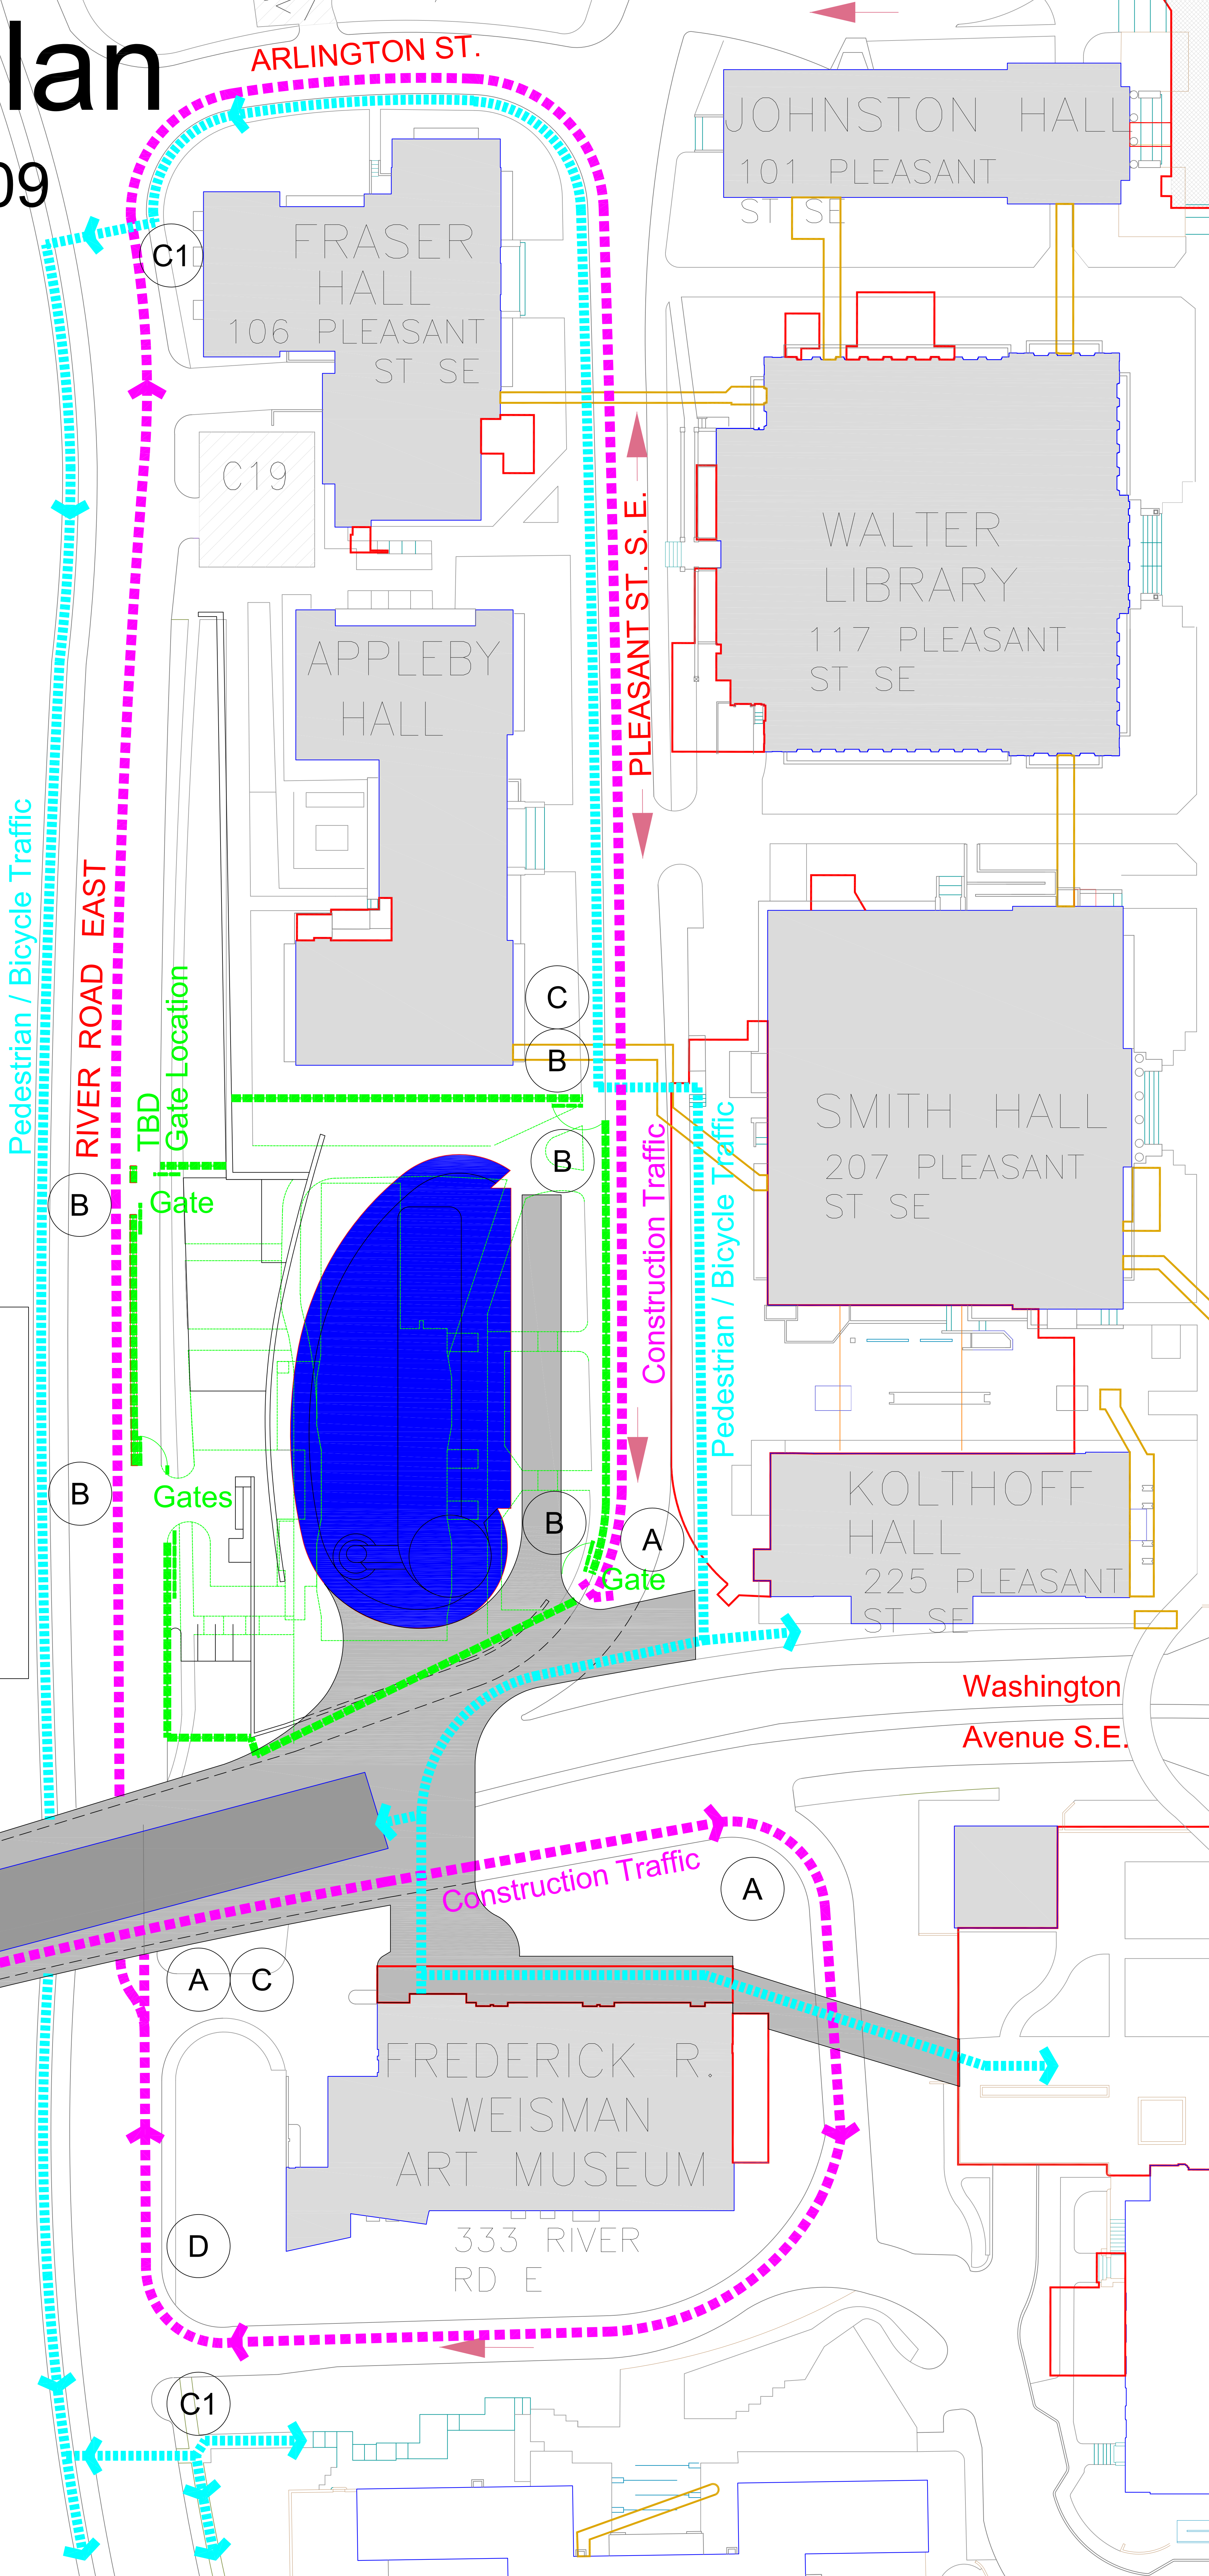 lan
09
ARLINGTON ST.
JOHNSTON HALL
101 PLEASANT
ST SE
C1
FRASER
HALL
106 PLEASANT
ST SE
C19
PLEASANT ST. S. E.
WALTER
LIBRARY
117 PLEASANT
ST SE
APPLEBY
HALL
Pedestrian / Bicycle Traffic
RIVER ROAD EAST
TBD
Gate Location
C
B
SMITH HALL
207 PLEASANT
ST SE
Construction Traffic
Pedestrian / Bicycle Traffic
B
B
Gate
B
Gates
B
A
Gate
KOLTHOFF
HALL
225 PLEASANT
ST SE
Washington
Avenue S.E.
Construction Traffic
A
A
C
FREDERICK R.
WEISMAN
ART MUSEUM
333 RIVER
RD E
D
C1